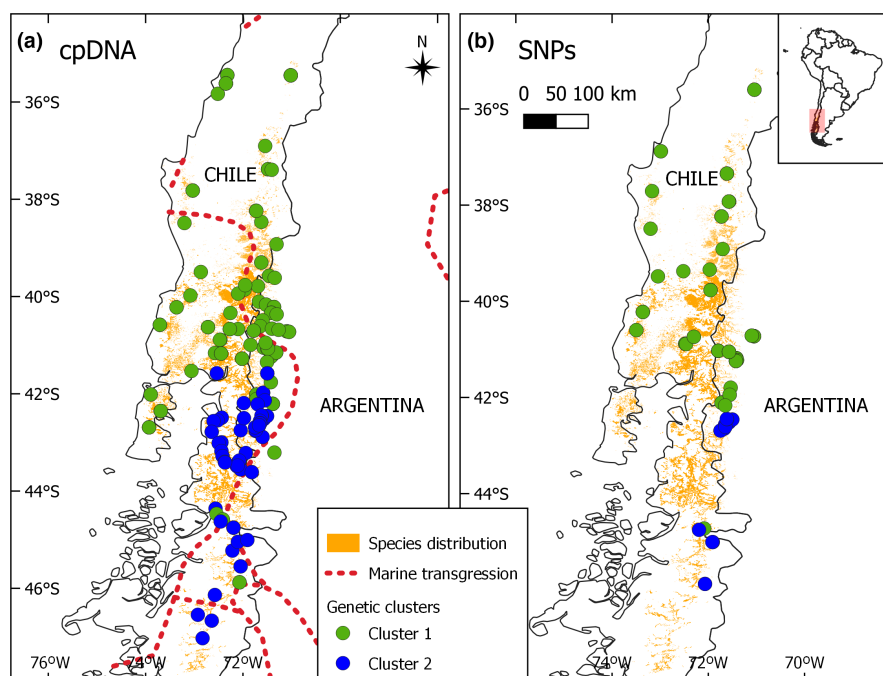 (a) cpDNA
N
36°S
38°S
40°S
42°S
44°S
46°S
CHILE
ARGENTINA
76°W
74°W
72°W
Species distribution
Marine transgression
Genetic clusters
Cluster 1
Cluster 2
(b) SNPs
0 50 100 km
36°S
38°S
40°S
42°S
44°S
46°S
CHILE
ARGENTINA
74°W
72°W
70°W